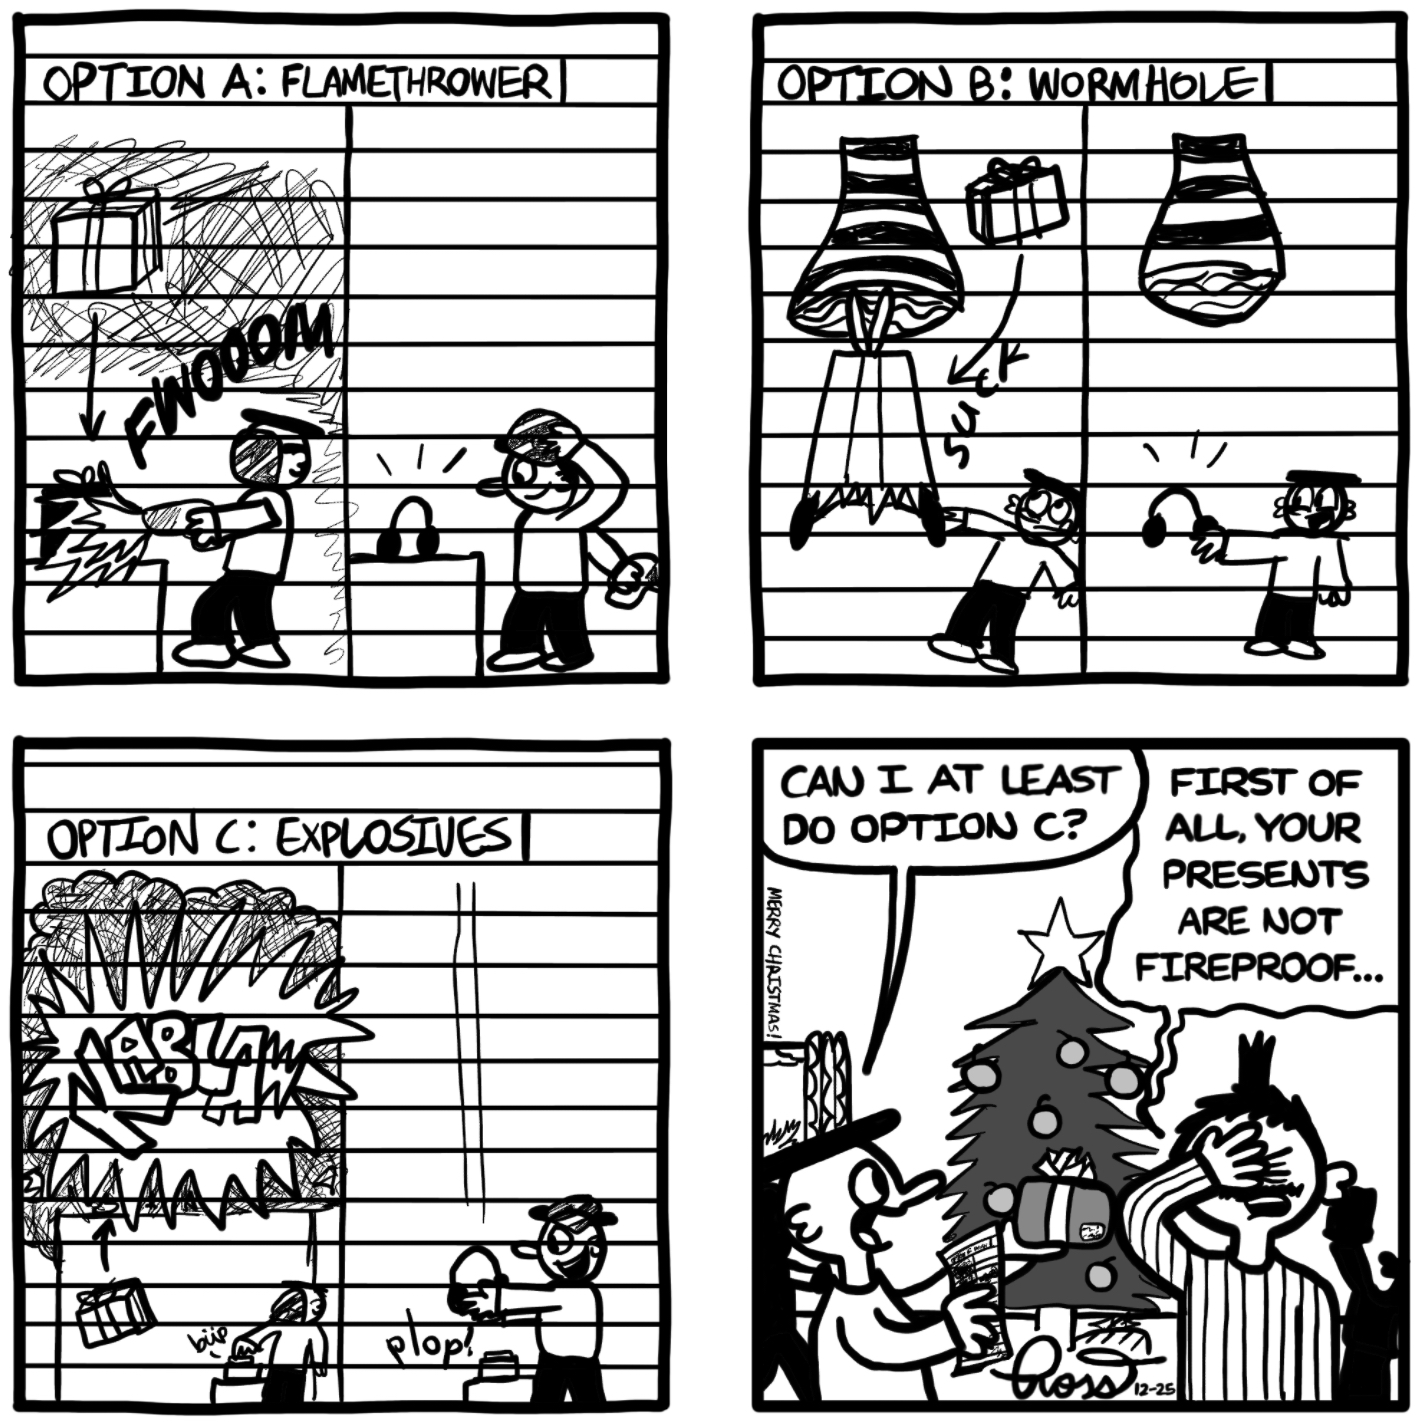 OPTION A: FLAMETHROWER
FWOOOM
OPTION B: WORMHOLE
SUCK
OPTION C: EXPLOSIVES
KABLAM
biip
plop!
CAN I AT LEAST
DO OPTION C?
FIRST OF
ALL, YOUR
PRESENTS
ARE NOT
FIREPROOF...
MERRY CHRISTMAS!
Ross
12-25